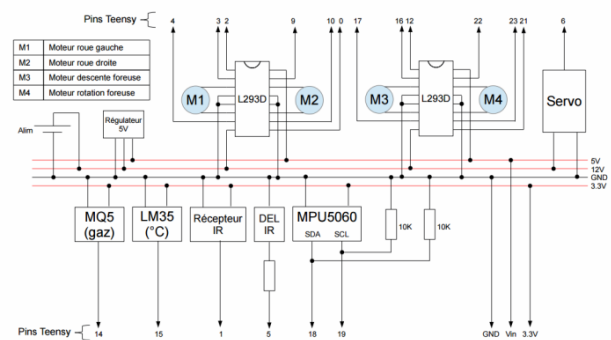 Pins Teensy
4 3 2 9 10 0 17 16 12 22 23 21 6
M1 Moteur roue gauche
M2 Moteur roue droite
M3 Moteur descente foreuse
M4 Moteur rotation foreuse
M1 L293D M2 M3 L293D M4 Servo
Alim
Régulateur
5V
5V
12V
GND
3.3V
MQ5
(gaz)
LM35
(°C)
Récepteur
IR
DEL
IR
MPU5060
SDA SCL
10K 10K
Pins Teensy
14 15 1 5 18 19 GND Vin 3.3V